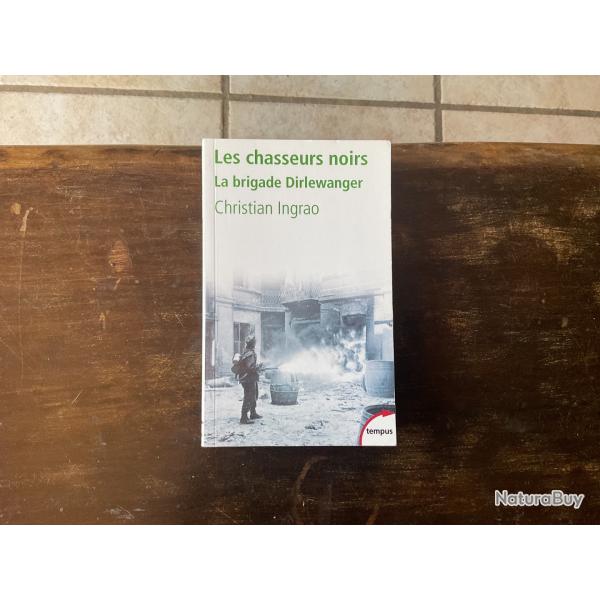 Les chasseurs noirs
La brigade Dirlewanger
Christian Ingrao
tempus
NaturaBuy